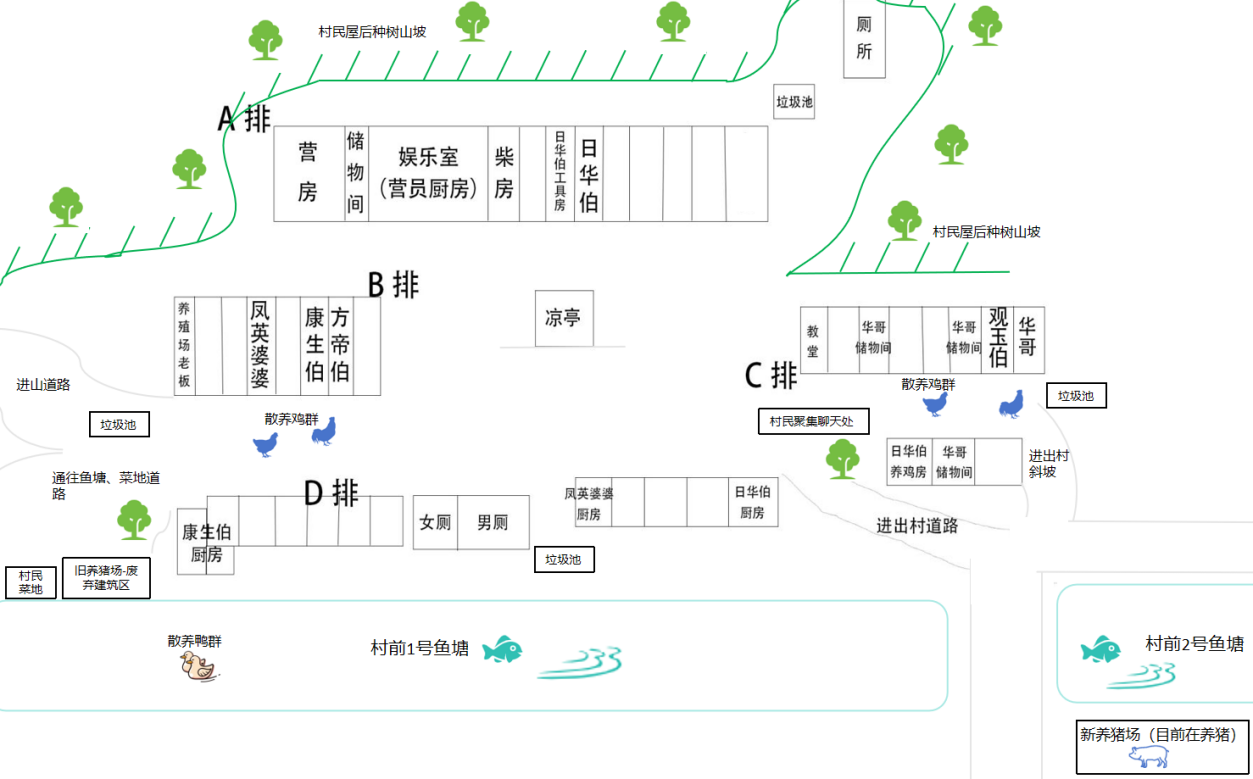 村民屋后种树山坡
厕
所
垃圾池
A 排
营
房
储
物
间
娱乐室
（营员厨房）
柴
房
日
华
伯
工
具
房
日
华
伯
村民屋后种树山坡
B 排
养
殖
场
老
板
凤
英
婆
婆
康
生
伯
方
帝
伯
凉亭
教
堂
华哥
储物间
华哥
储物间
观
玉
伯
华
哥
C 排
进山道路
散养鸡群
垃圾池
垃圾池
散养鸡群
村民聚集聊天处
日华伯
养鸡房
华哥
储物间
进出村
斜坡
通往鱼塘、菜地道
路
D 排
康生伯
厨房
女厕
男厕
凤英婆婆
厨房
日华伯
厨房
进出村道路
垃圾池
村民
菜地
旧养猪场-废
弃建筑区
散养鸭群
村前1号鱼塘
村前2号鱼塘
新养猪场（目前在养猪）